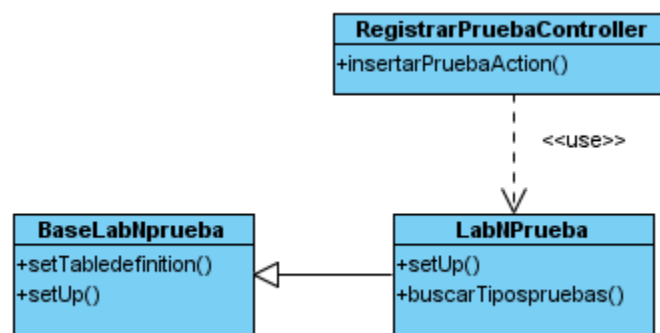 RegistrarPruebaController
+insertarPruebaAction()
<<use>>
BaseLabNprueba
+setTabledefinition()
+setUp()
LabNPrueba
+setUp()
+buscarTipospruebas()